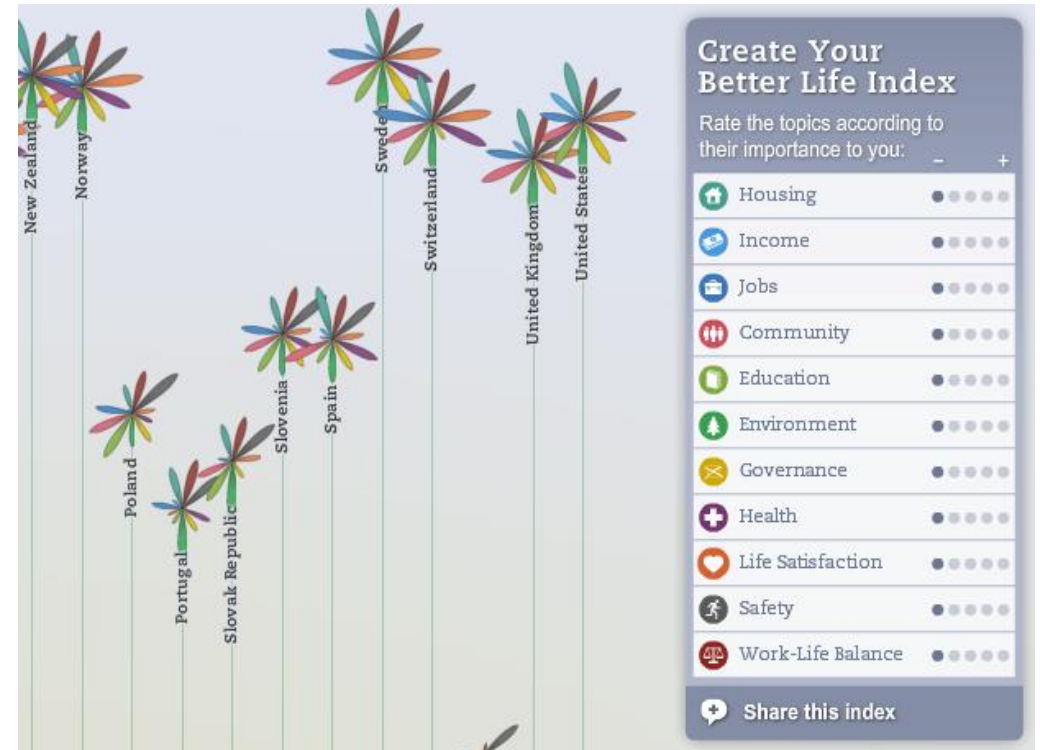 New Zealand
Norway
Poland
Portugal
Slovak Republic
Slovenia
Spain
Sweden
Switzerland
United Kingdom
United States
Create Your
Better Life Index
Rate the topics according to
their importance to you:
– +
Housing
Income
Jobs
Community
Education
Environment
Governance
Health
Life Satisfaction
Safety
Work-Life Balance
Share this index